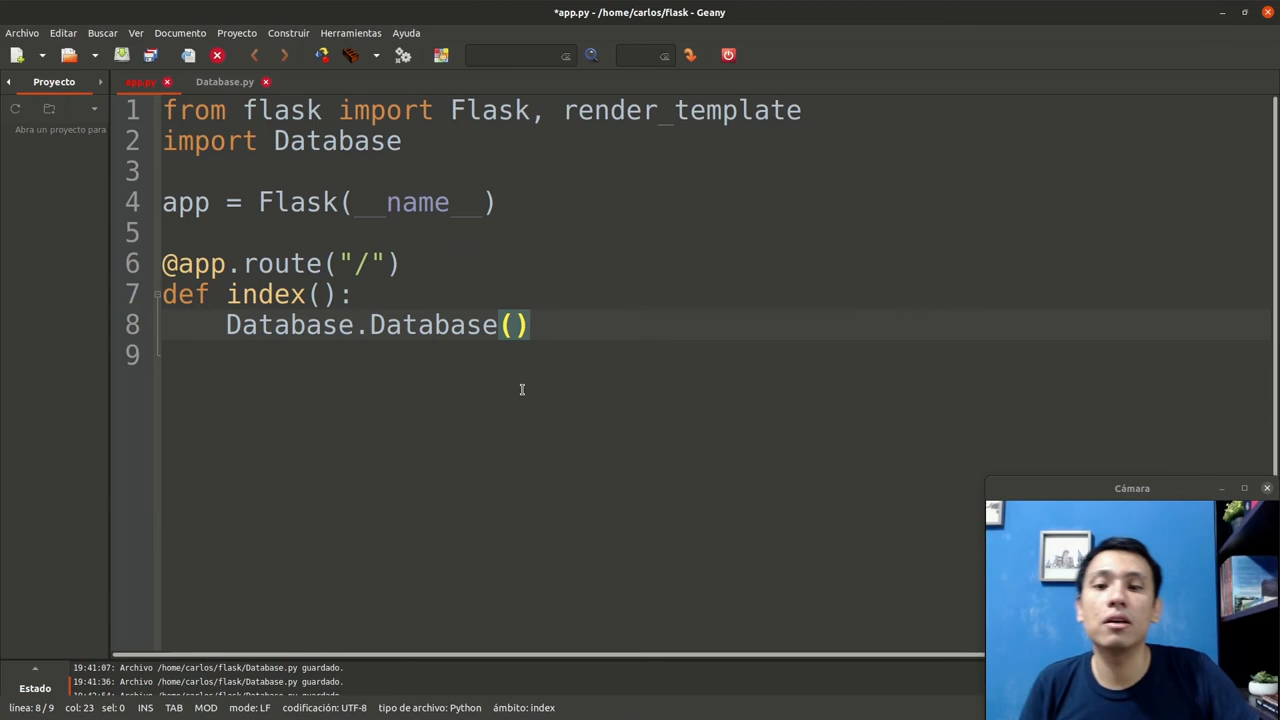 *app.py - /home/carlos/flask - Geany
Archivo Editar Buscar Ver Documento Proyecto Construir Herramientas Ayuda
Proyecto app.py Database.py
Abra un proyecto para
1 from flask import Flask, render_template
2 import Database
3
4 app = Flask(__name__)
5
6 @app.route("/")
7 def index():
8 Database.Database()
9
Cámara
19:41:07: Archivo /home/carlos/flask/Database.py guardado.
Estado
19:41:36: Archivo /home/carlos/flask/Database.py guardado.
línea: 8 / 9 col: 23 sel: 0 INS TAB MOD mode: LF codificación: UTF-8 tipo de archivo: Python ámbito: index